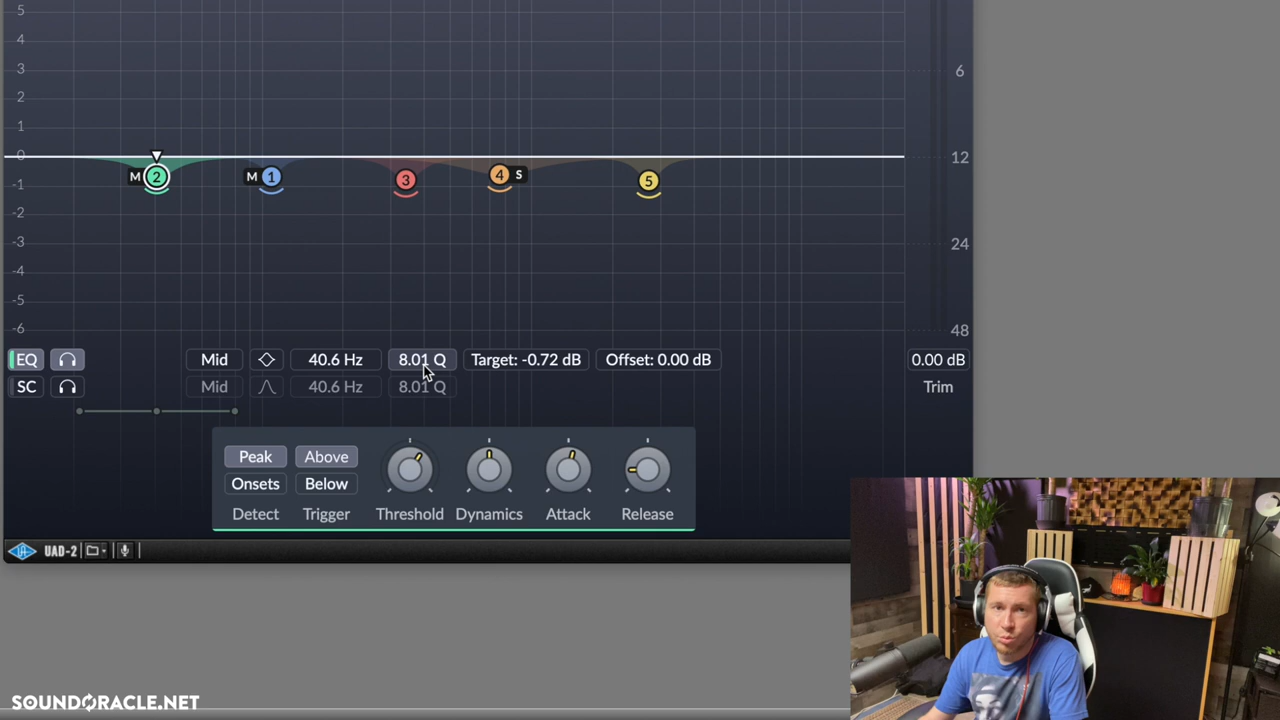 5
4
3
2
1
0
-1
-2
-3
-4
-5
-6
6
12
24
48
M 2
M 1
3
4 S
5
EQ Mid 40.6 Hz 8.01 Q Target: -0.72 dB Offset: 0.00 dB 0.00 dB
SC Mid 40.6 Hz 8.01 Q Trim
Peak Above
Onsets Below
Detect Trigger Threshold Dynamics Attack Release
UAD-2
SOUNDORACLE.NET